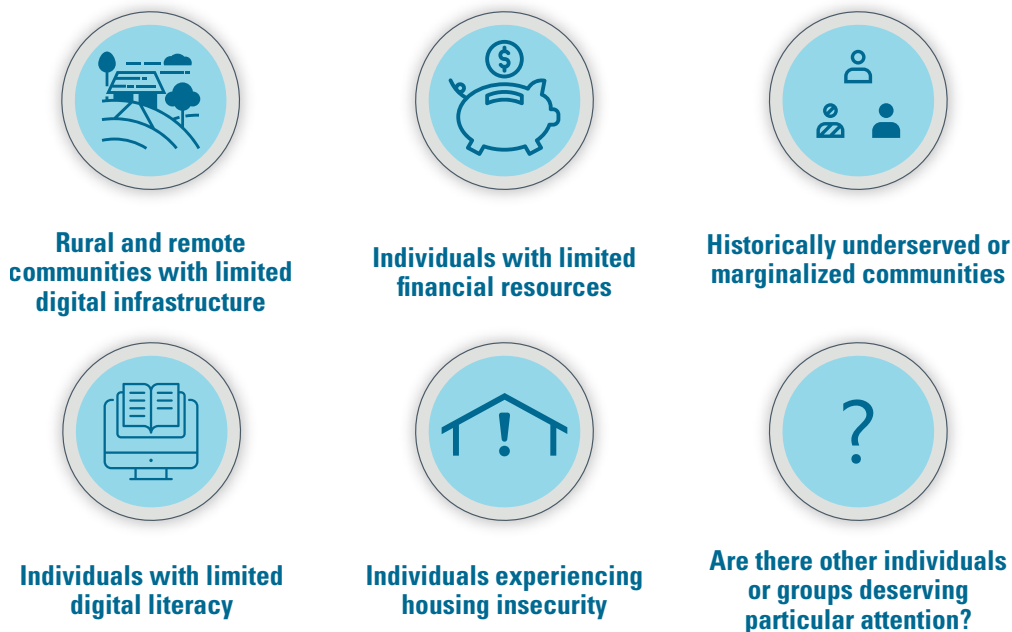 $
Rural and remote
communities with limited
digital infrastructure
Individuals with limited
financial resources
Historically underserved or
marginalized communities
!
?
Individuals with limited
digital literacy
Individuals experiencing
housing insecurity
Are there other individuals
or groups deserving
particular attention?